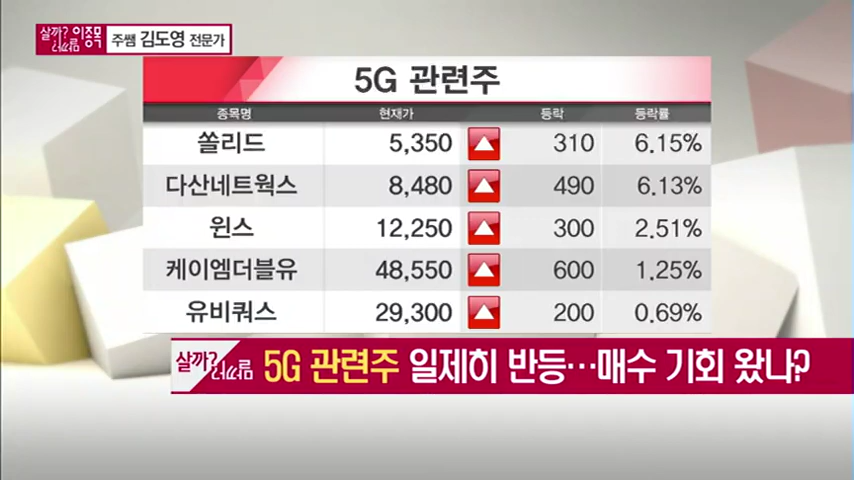 살까? 이종목
말까?
주쌤 김도영 전문가
5G 관련주
종목명 현재가 등락 등락률
쏠리드 5,350 310 6.15%
다산네트웍스 8,480 490 6.13%
윈스 12,250 300 2.51%
케이엠더블유 48,550 600 1.25%
유비쿼스 29,300 200 0.69%
살까?
5G 관련주 일제히 반등…매수 기회 왔나?